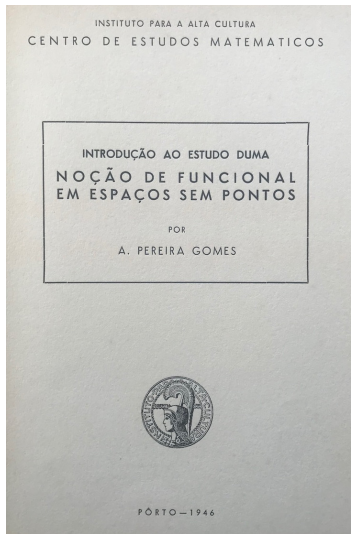 INSTITUTO PARA A ALTA CULTURA
CENTRO DE ESTUDOS MATEMATICOS
INTRODUÇÃO AO ESTUDO DUMA
NOÇÃO DE FUNCIONAL
EM ESPAÇOS SEM PONTOS
POR
A. PEREIRA GOMES
PÔRTO—1946